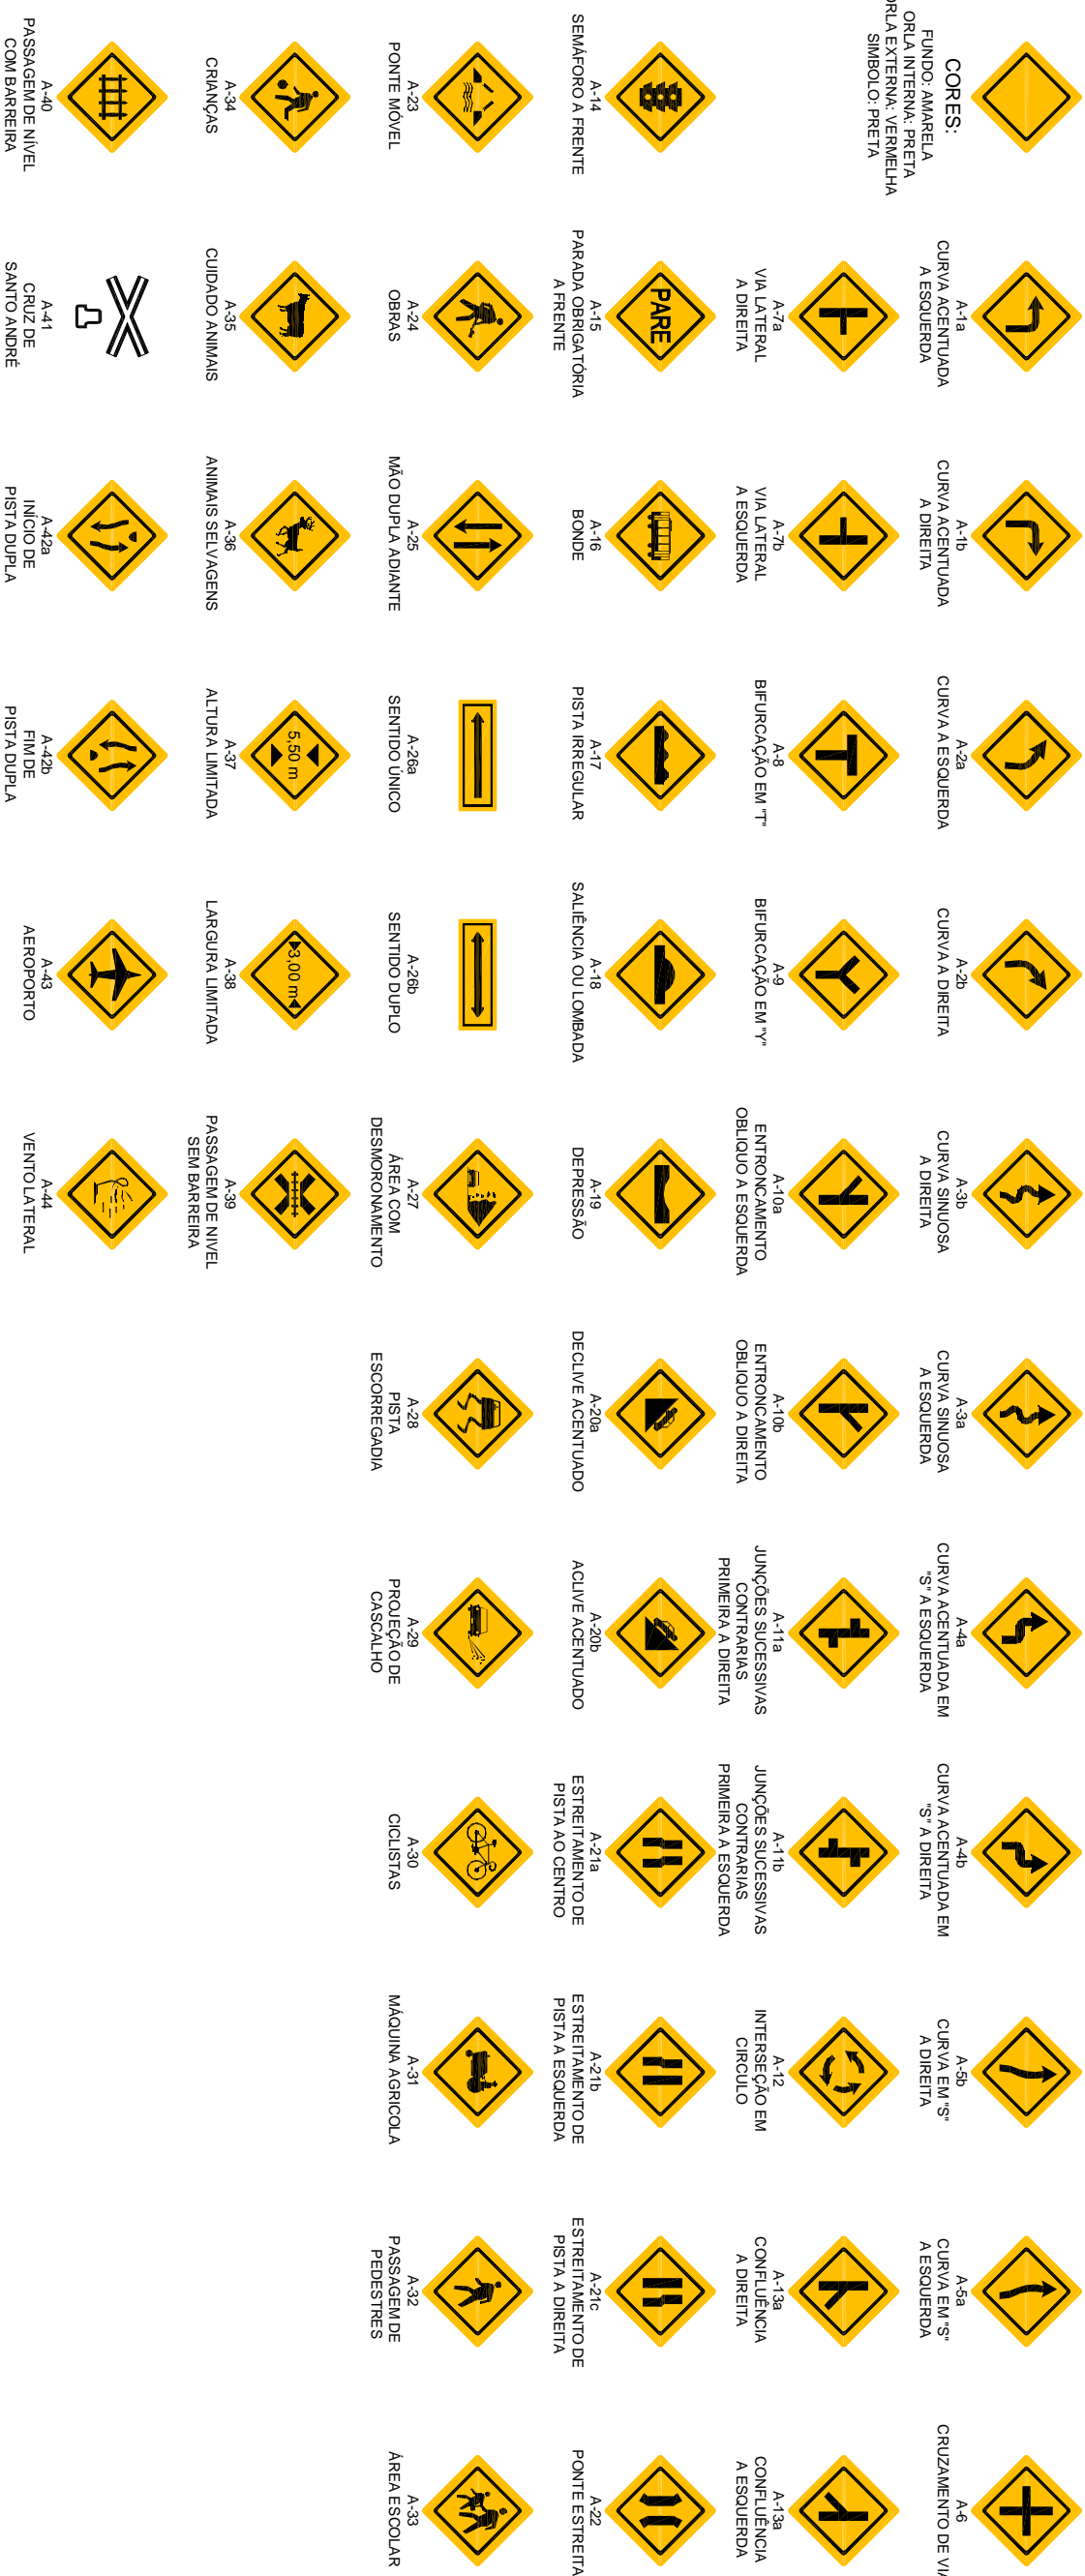 CORES:
FUNDO: AMARELA
ORLA INTERNA: PRETA
ORLA EXTERNA: VERMELHA
SIMBOLO: PRETA
A-1a
CURVA ACENTUADA
A ESQUERDA
A-1b
CURVA ACENTUADA
A DIREITA
A-2a
CURVA A ESQUERDA
A-2b
CURVA A DIREITA
A-3b
CURVA SINUOSA
A DIREITA
A-3a
CURVA SINUOSA
A ESQUERDA
A-4a
CURVA ACENTUADA EM
"S" A ESQUERDA
A-4b
CURVA ACENTUADA EM
"S" A DIREITA
A-5b
CURVA EM "S"
A DIREITA
A-5a
CURVA EM "S"
A ESQUERDA
A-6
CRUZAMENTO DE VIA
A-7a
VIA LATERAL
A DIREITA
A-7b
VIA LATERAL
A ESQUERDA
A-8
BIFURCAÇÃO EM "T"
A-9
BIFURCAÇÃO EM "Y"
A-10a
ENTRONCAMENTO
OBLIQUO A ESQUERDA
A-10b
ENTRONCAMENTO
OBLIQUO A DIREITA
A-11a
JUNÇÕES SUCESSIVAS
CONTRARIAS
PRIMEIRA A DIREITA
A-11b
JUNÇÕES SUCESSIVAS
CONTRARIAS
PRIMEIRA A ESQUERDA
A-12
INTERSEÇÃO EM
CIRCULO
A-13a
CONFLUÊNCIA
A DIREITA
A-13a
CONFLUÊNCIA
A ESQUERDA
A-14
SEMÁFORO A FRENTE
PARE
A-15
PARADA OBRIGATÓRIA
A FRENTE
A-16
BONDE
A-17
PISTA IRREGULAR
A-18
SALIÊNCIA OU LOMBADA
A-19
DEPRESSÃO
A-20a
DECLIVE ACENTUADO
A-20b
ACLIVE ACENTUADO
A-21a
ESTREITAMENTO DE
PISTA AO CENTRO
A-21b
ESTREITAMENTO DE
PISTA A ESQUERDA
A-21c
ESTREITAMENTO DE
PISTA A DIREITA
A-22
PONTE ESTREITA
A-23
PONTE MÓVEL
A-24
OBRAS
A-25
MÃO DUPLA ADIANTE
A-26a
SENTIDO ÚNICO
A-26b
SENTIDO DUPLO
A-27
ÁREA COM
DESMORONAMENTO
A-28
PISTA
ESCORREGADIA
A-29
PROJEÇÃO DE
CASCALHO
A-30
CICLISTAS
A-31
MÁQUINA AGRICOLA
A-32
PASSAGEM DE
PEDESTRES
A-33
ÁREA ESCOLAR
A-34
CRIANÇAS
A-35
CUIDADO ANIMAIS
A-36
ANIMAIS SELVAGENS
5,50 m
A-37
ALTURA LIMITADA
3,00 m
A-38
LARGURA LIMITADA
A-39
PASSAGEM DE NIVEL
SEM BARREIRA
A-40
PASSAGEM DE NÍVEL
COM BARREIRA
A-41
CRUZ DE
SANTO ANDRÉ
A-42a
INÍCIO DE
PISTA DUPLA
A-42b
FIM DE
PISTA DUPLA
A-43
AEROPORTO
A-44
VENTO LATERAL